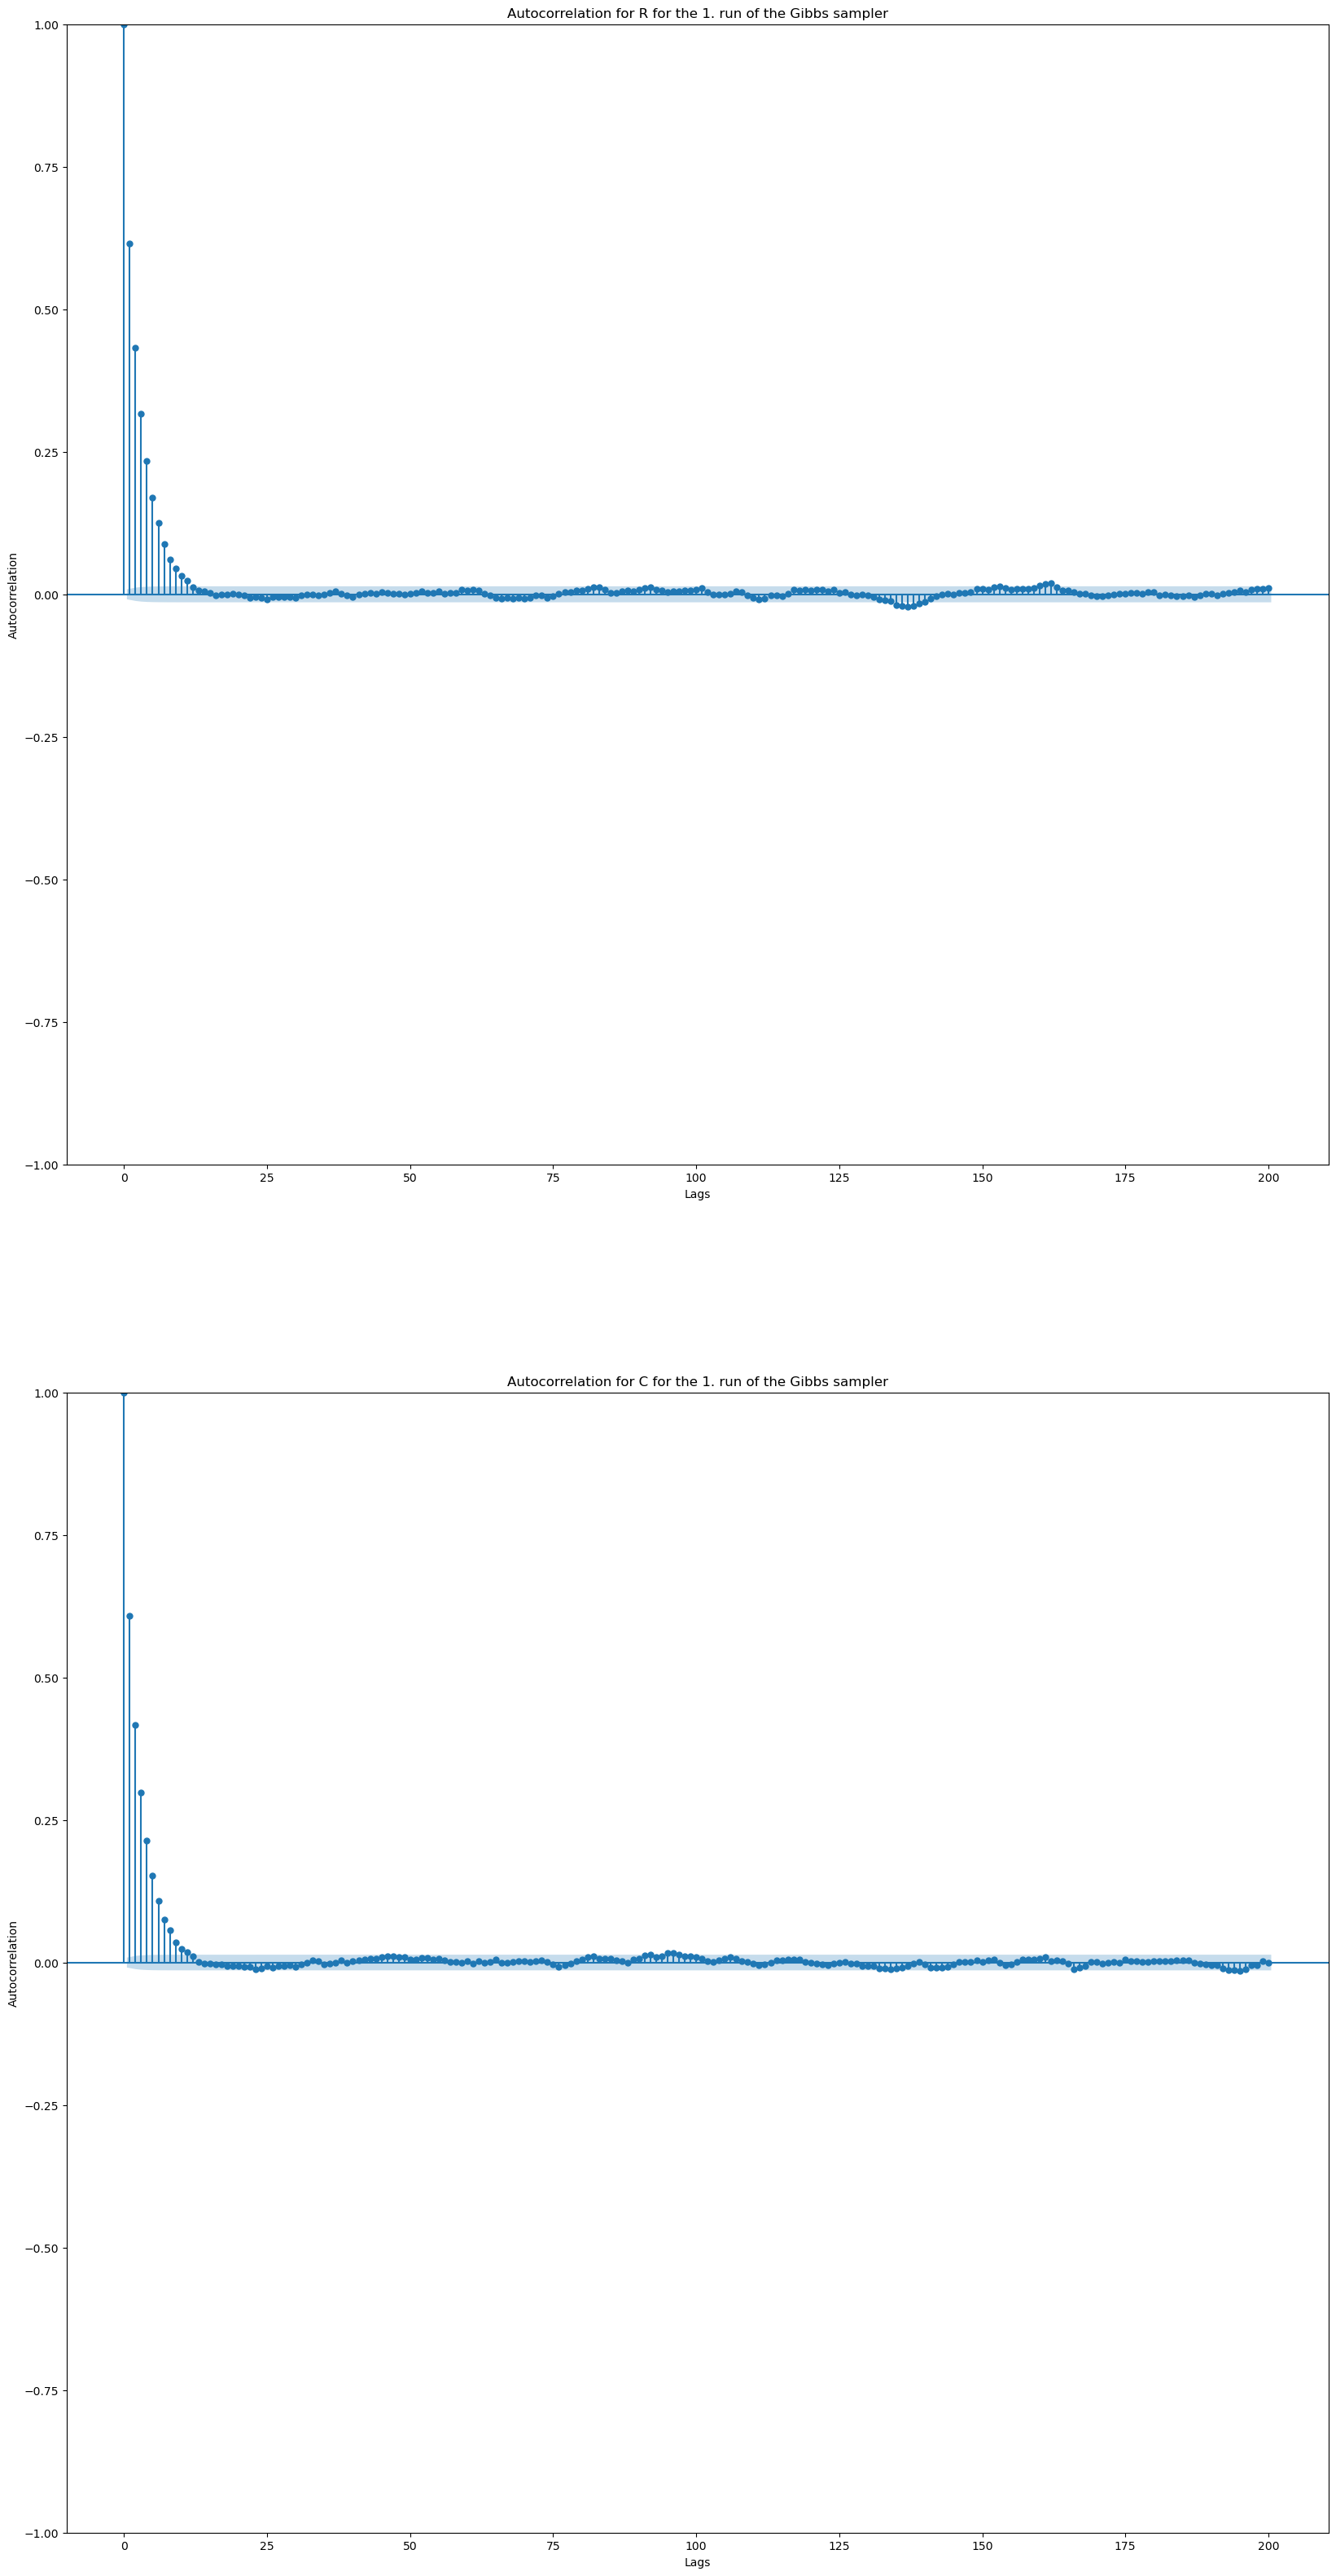 Autocorrelation for R for the 1. run of the Gibbs sampler
1.00
0.75
0.50
0.25
0.00
−0.25
−0.50
−0.75
−1.00
Autocorrelation
0 25 50 75 100 125 150 175 200
Lags
Autocorrelation for C for the 1. run of the Gibbs sampler
1.00
0.75
0.50
0.25
0.00
−0.25
−0.50
−0.75
−1.00
Autocorrelation
0 25 50 75 100 125 150 175 200
Lags